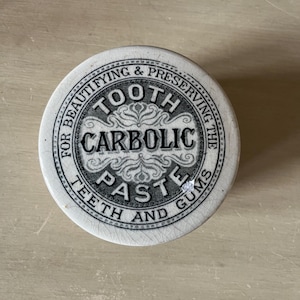 FOR BEAUTIFYING & PRESERVING THE
TEETH AND GUMS
TOOTH
CARBOLIC
PASTE